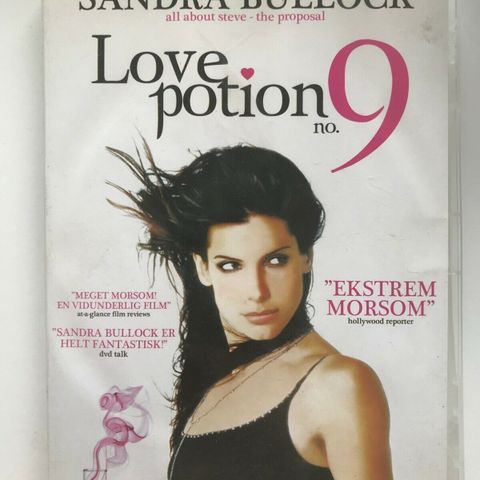 SANDRA BULLOCK
all about steve - the proposal
Love
potion
no. 9
"MEGET MORSOM!
EN VIDUNDERLIG FILM"
at-a-glance film reviews
"SANDRA BULLOCK ER
HELT FANTASTISK!"
dvd talk
"EKSTREM
MORSOM"
hollywood reporter